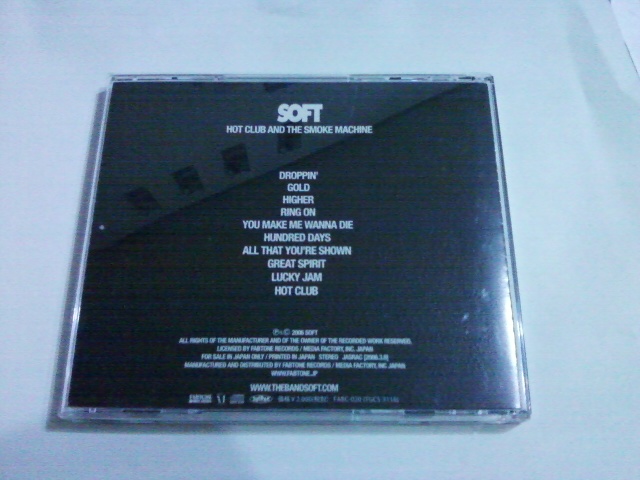 SOFT
HOT CLUB AND THE SMOKE MACHINE
DROPPIN'
GOLD
HIGHER
RING ON
YOU MAKE ME WANNA DIE
HUNDRED DAYS
ALL THAT YOU'RE SHOWN
GREAT SPIRIT
LUCKY JAM
HOT CLUB
℗ © 2006 SOFT
ALL RIGHTS OF THE MANUFACTURER AND OF THE OWNER OF THE RECORDED WORK RESERVED.
LICENSED BY FABTONE RECORDS / MEDIA FACTORY, INC. JAPAN
FOR SALE IN JAPAN ONLY / PRINTED IN JAPAN STEREO JASRAC
MANUFACTURED AND DISTRIBUTED BY FABTONE RECORDS / MEDIA FACTORY, INC. JAPAN
WWW.FABTONE.JP
WWW.THEBANDSOFT.COM